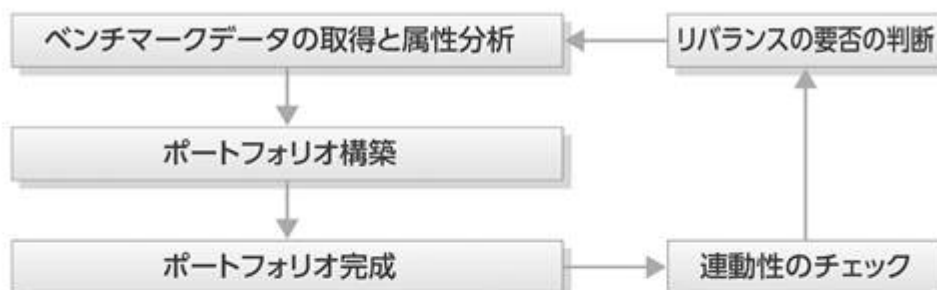 ベンチマークデータの取得と属性分析
リバランスの要否の判断
ポートフォリオ構築
ポートフォリオ完成
連動性のチェック